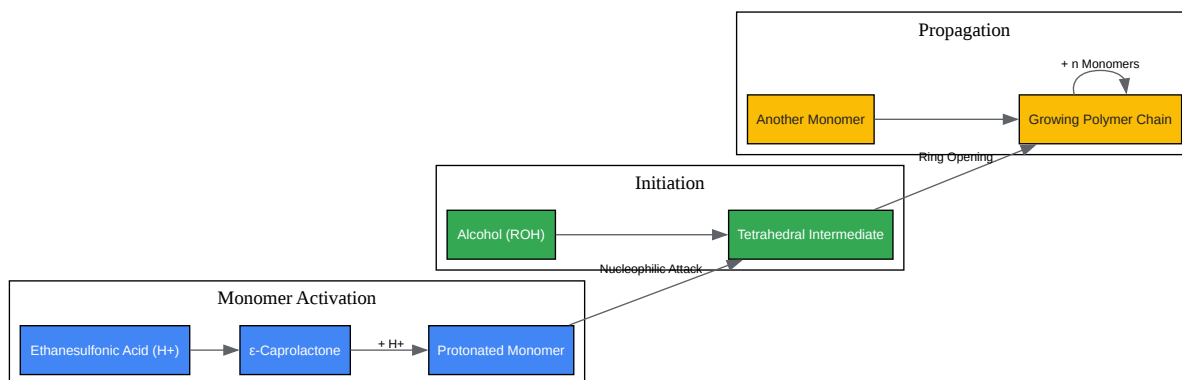 Propagation
+ n Monomers
Another Monomer
Growing Polymer Chain
Ring Opening
Initiation
Alcohol (ROH)
Tetrahedral Intermediate
Nucleophilic Attack
Monomer Activation
Ethanesulfonic Acid (H+)
ε-Caprolactone
+ H+
Protonated Monomer